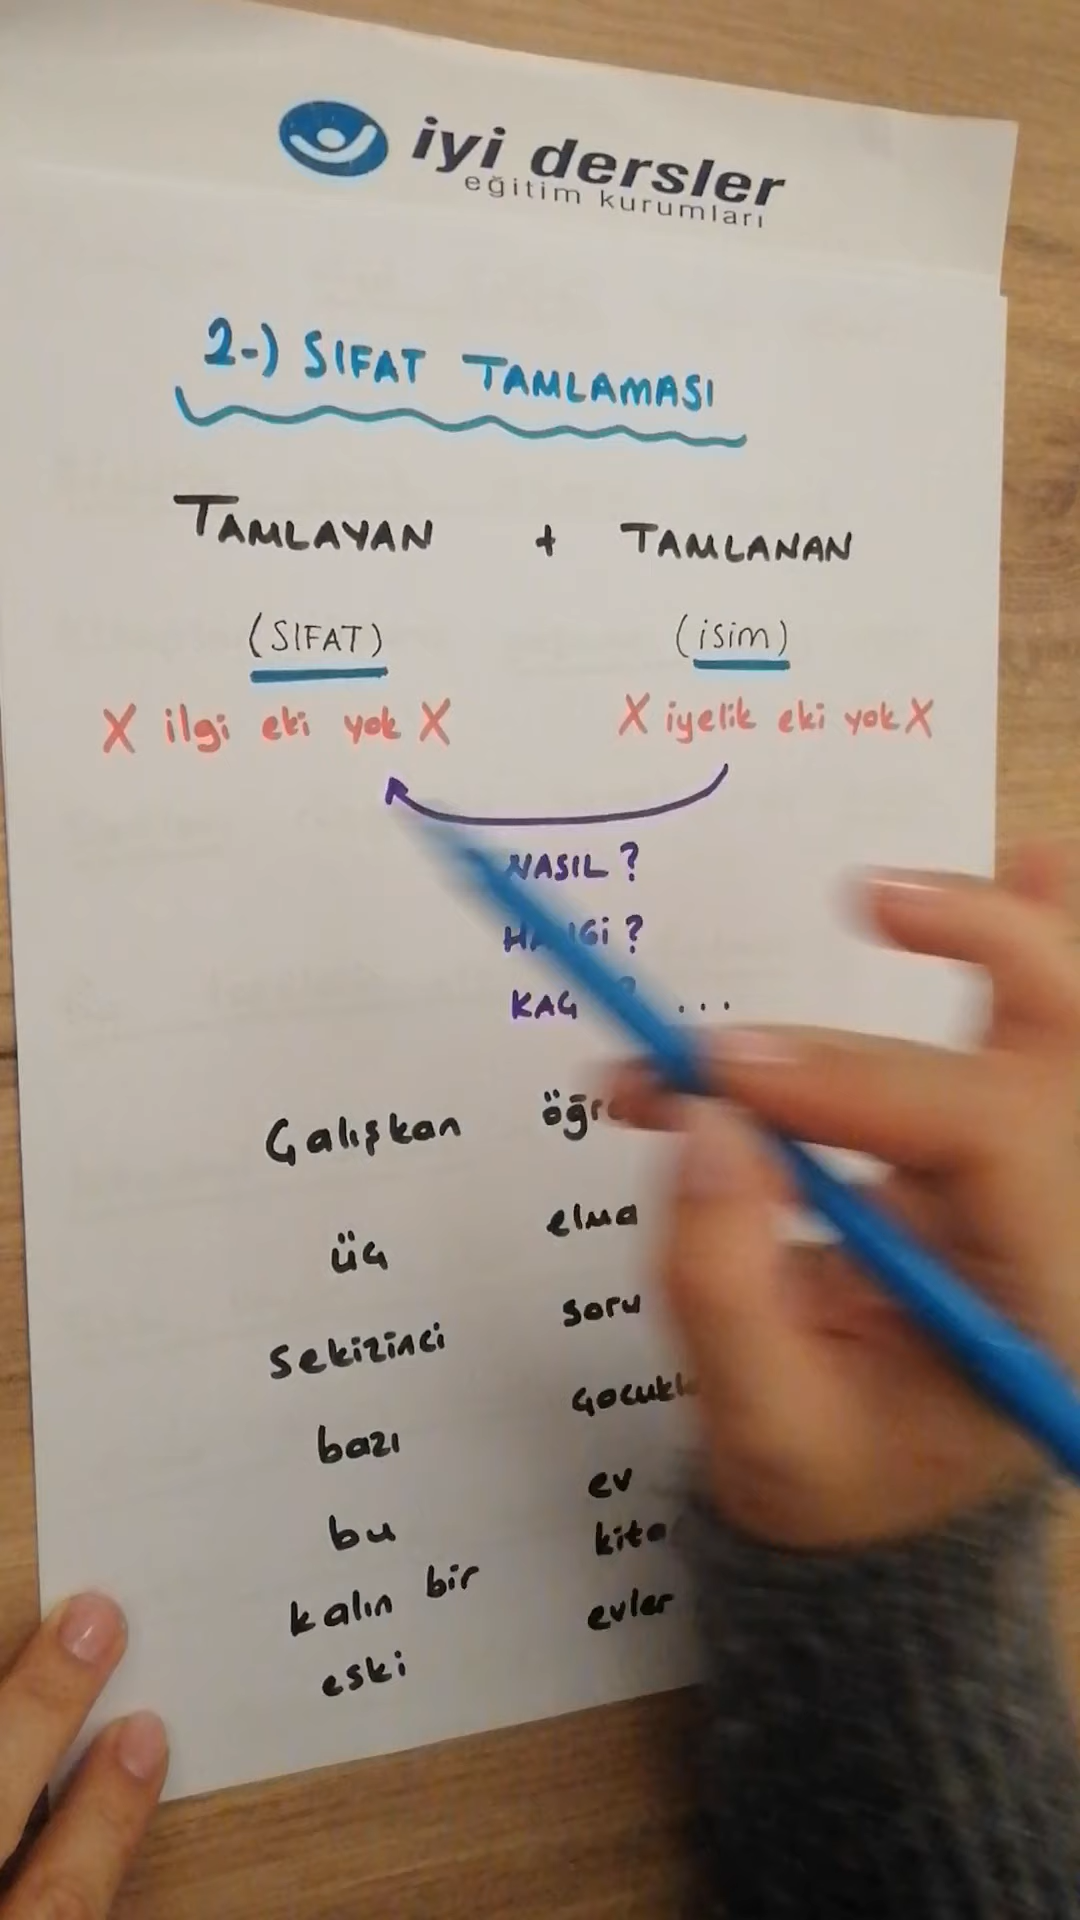 iyi dersler
eğitim kurumları
2-) SIFAT TAMLAMASI
TAMLAYAN + TAMLANAN
(SIFAT) (isim)
X ilgi eki yok X X iyelik eki yok X
NASIL ?
?
KAÇ ? ...
Çalışkan
üç elma
Sekizinci soru
bazı
bu ev
kalın bir
eski evler